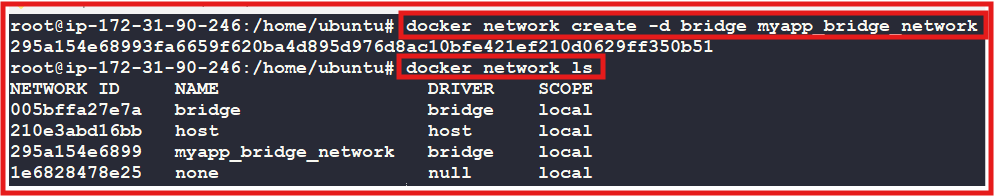 root@ip-172-31-90-246:/home/ubuntu# docker network create -d bridge myapp_bridge_network
295a154e68993fa6659f620ba4d895d976d8ac10bfe421ef210d0629ff350b51
root@ip-172-31-90-246:/home/ubuntu# docker network ls
NETWORK ID     NAME                   DRIVER    SCOPE
005bffa27e7a   bridge                 bridge    local
210e3abd16bb   host                   host      local
295a154e6899   myapp_bridge_network   bridge    local
1e6828478e25   none                   null      local